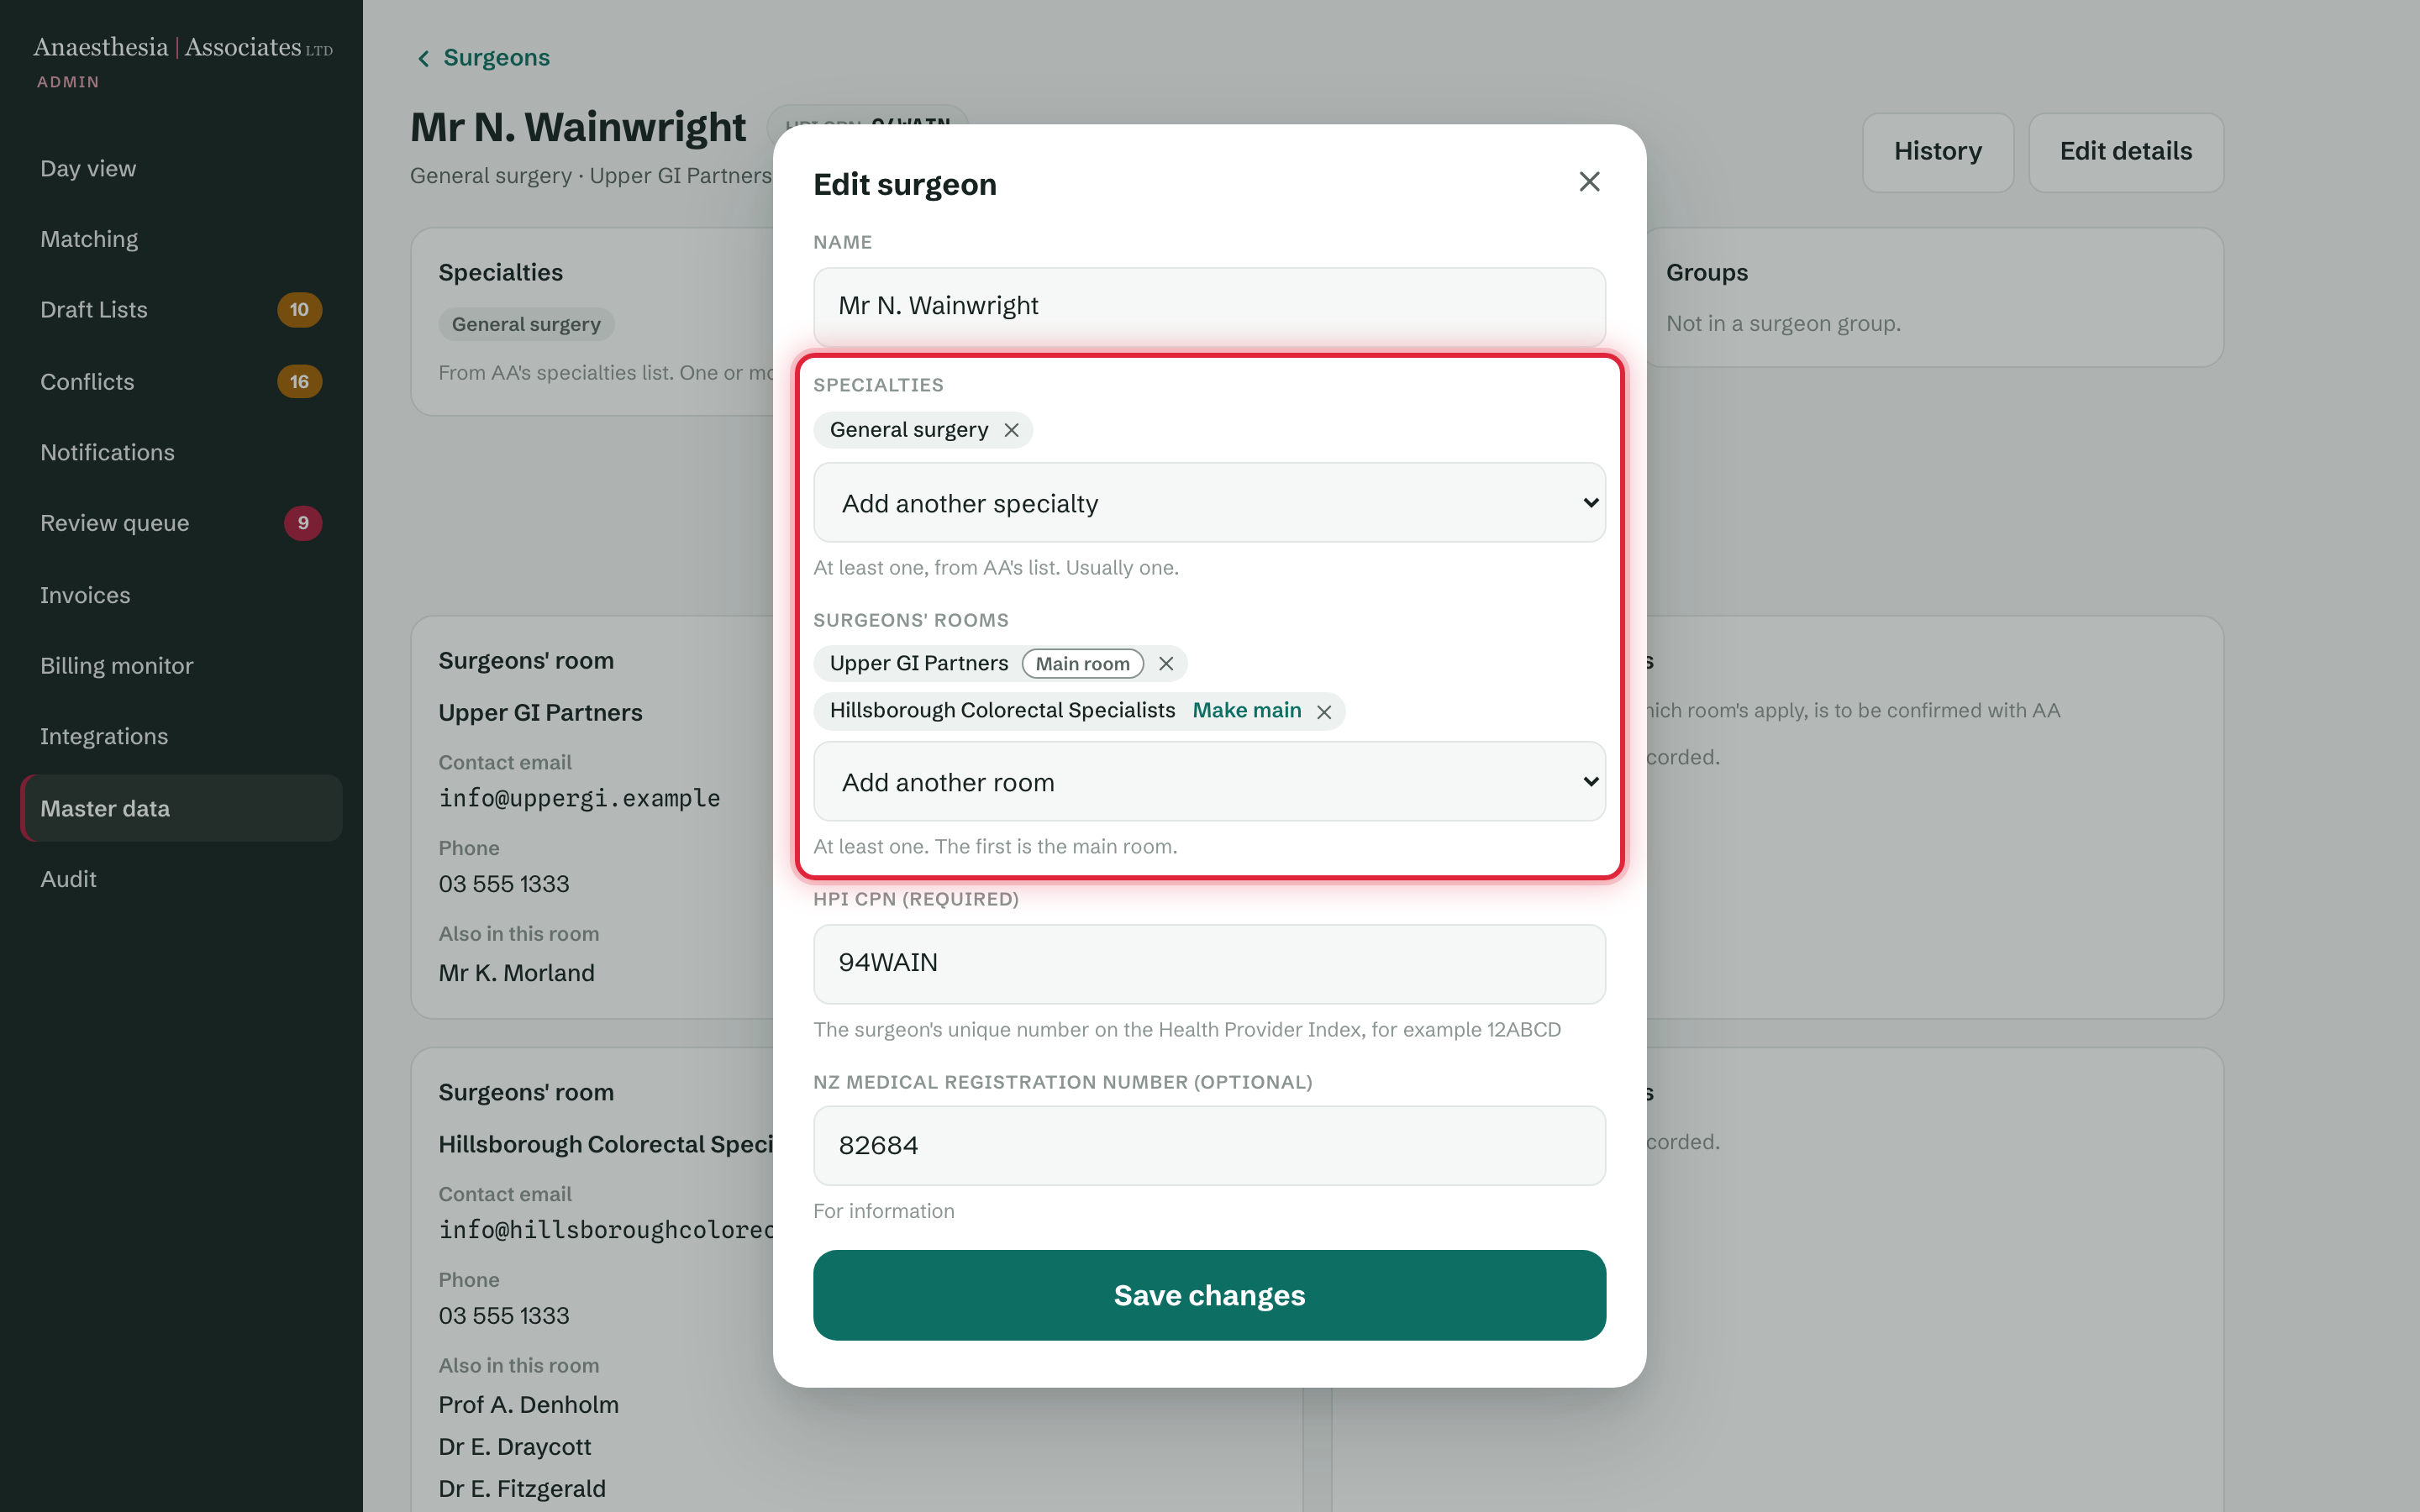 Anaesthesia | Associates LTD
ADMIN
Day view
Matching
Draft Lists 10
Conflicts 16
Notifications
Review queue 9
Invoices
Billing monitor
Integrations
Master data
Audit
Surgeons
Mr N. Wainwright
General surgery · Upper GI Partners
History
Edit details
Specialties
General surgery
From AA's specialties list. One or
Groups
Not in a surgeon group.
Surgeons' room
Upper GI Partners
Contact email
info@uppergi.example
Phone
03 555 1333
Also in this room
Mr K. Morland
room's apply, is to be confirmed with AA
Surgeons' room
Hillsborough Colorectal
Contact email
Phone
03 555 1333
Also in this room
Prof A. Denholm
Dr E. Draycott
Dr E. Fitzgerald
Edit surgeon
NAME
Mr N. Wainwright
SPECIALTIES
General surgery
Add another specialty
At least one, from AA's list. Usually one.
SURGEONS' ROOMS
Upper GI Partners Main room
Hillsborough Colorectal Specialists Make main
Add another room
At least one. The first is the main room.
HPI CPN (REQUIRED)
94WAIN
The surgeon's unique number on the Health Provider Index, for example 12ABCD
NZ MEDICAL REGISTRATION NUMBER (OPTIONAL)
82684
For information
Save changes